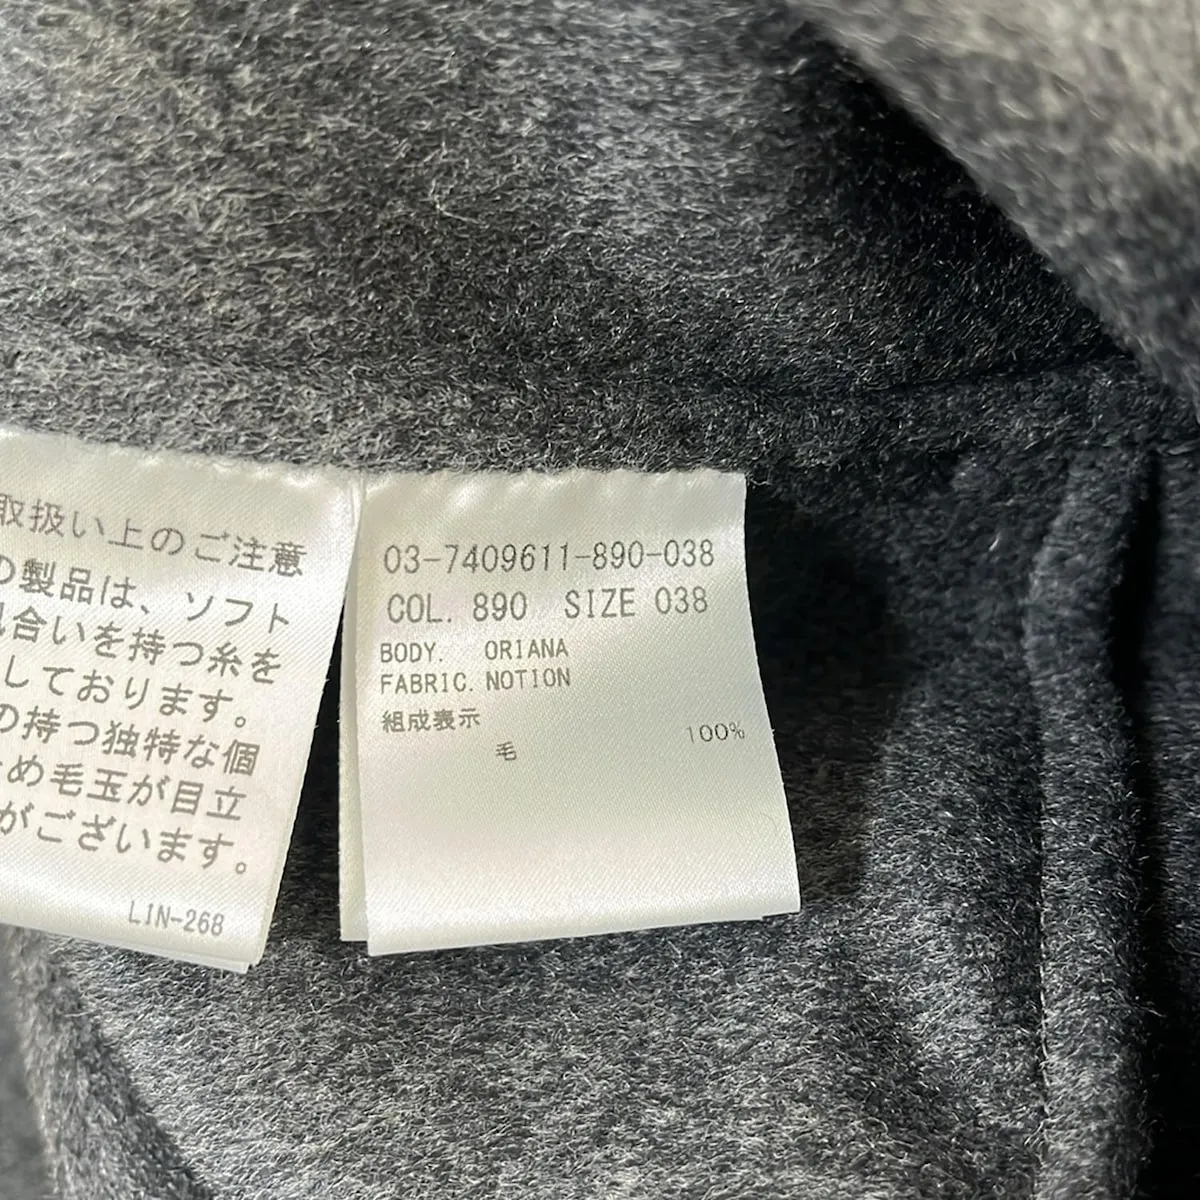 取扱い上のご注意
の製品は、ソフト
合いを持つ糸を
しております。
の持つ独特な個
め毛玉が目立
がございます。
LIN-268
03-7409611-890-038
COL. 890 SIZE 038
BODY. ORIANA
FABRIC. NOTION
組成表示
毛 100%